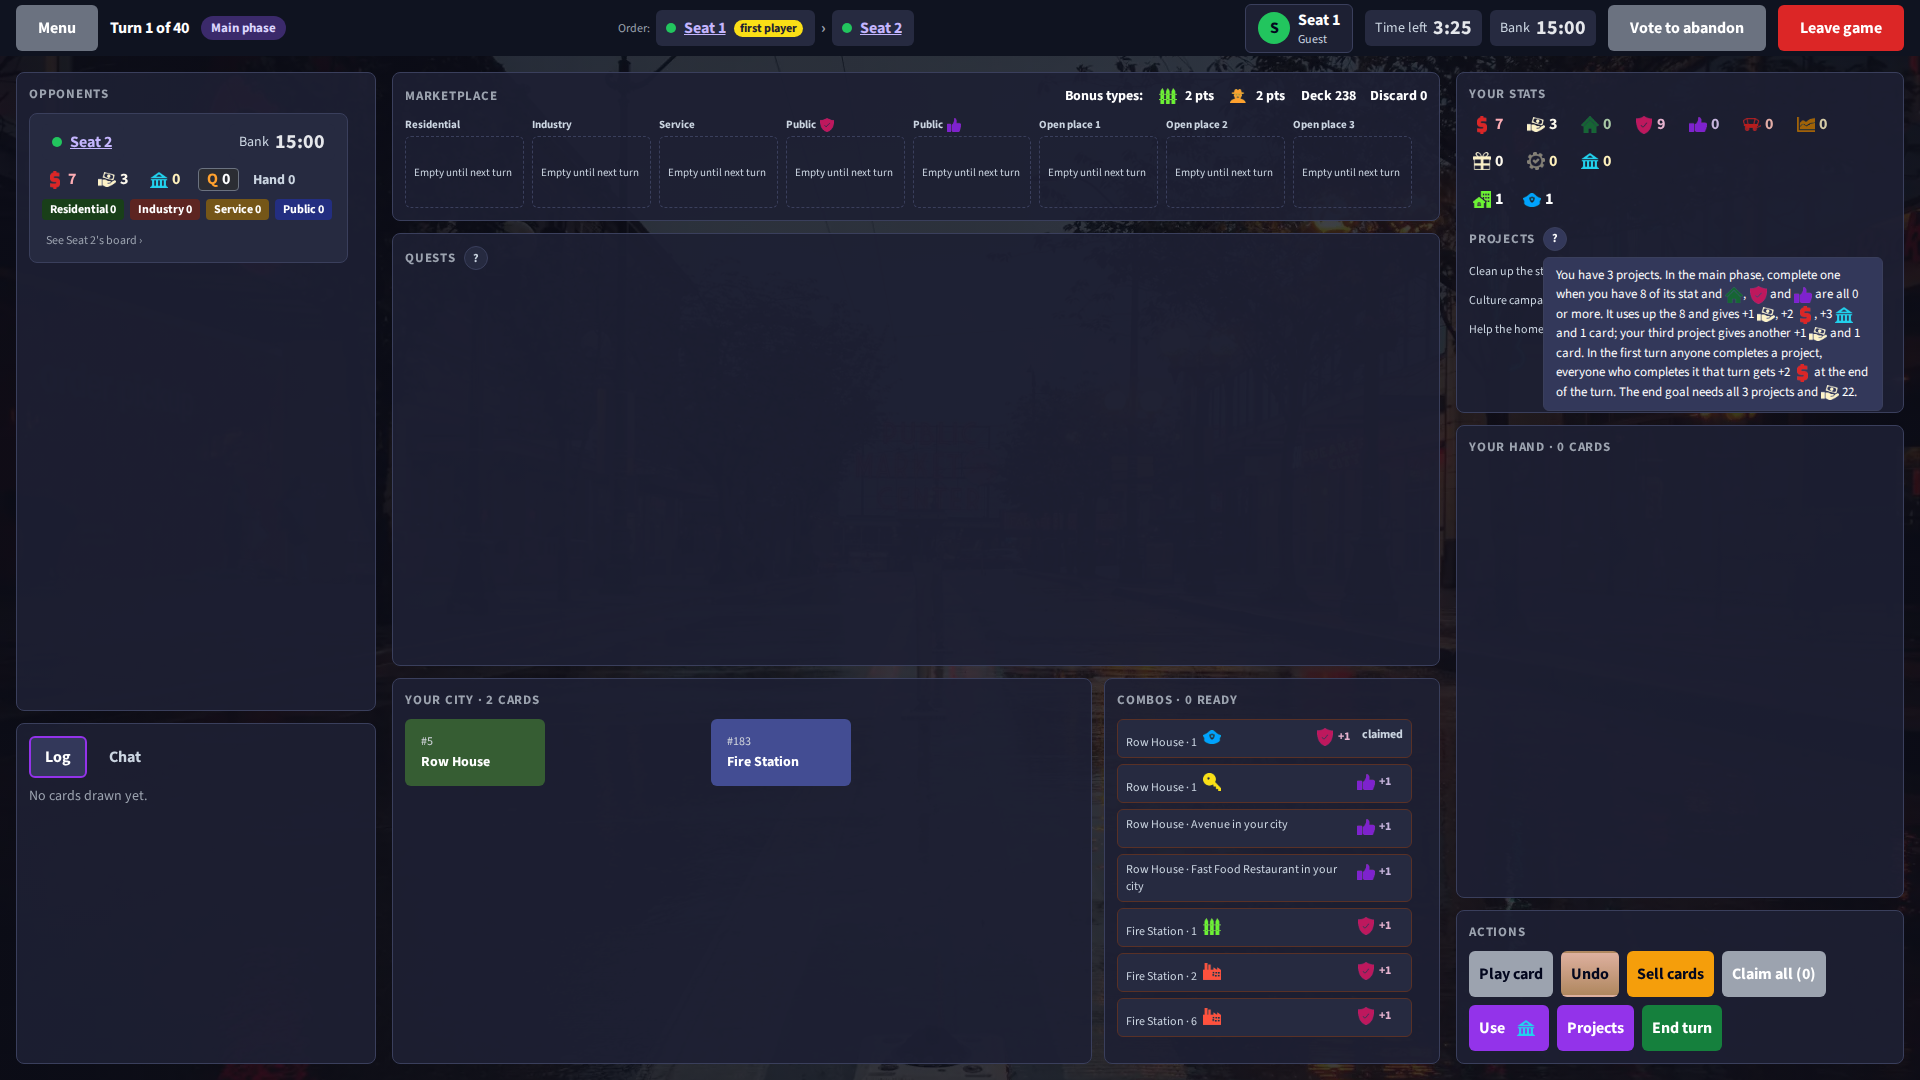 Menu
Turn 1 of 40
Main phase
Order:
Seat 1
first player
›
Seat 2
S
Seat 1
Guest
Time left 3:25
Bank 15:00
Vote to abandon
Leave game
OPPONENTS
Seat 2
Bank 15:00
7
3
0
Q 0
Hand 0
Residential 0
Industry 0
Service 0
Public 0
See Seat 2's board ›
MARKETPLACE
Bonus types:
2 pts
2 pts
Deck 238
Discard 0
Residential
Industry
Service
Public
Public
Open place 1
Open place 2
Open place 3
Empty until next turn
Empty until next turn
Empty until next turn
Empty until next turn
Empty until next turn
Empty until next turn
Empty until next turn
Empty until next turn
QUESTS
?
YOUR STATS
7
3
0
9
0
0
0
0
0
0
1
1
PROJECTS
?
Clean up the st
Culture campa
Help the home
You have 3 projects. In the main phase, complete one
when you have 8 of its stat and , and are all 0
or more. It uses up the 8 and gives +1 , +2 , +3
and 1 card; your third project gives another +1 and 1
card. In the first turn anyone completes a project,
everyone who completes it that turn gets +2 at the end
of the turn. The end goal needs all 3 projects and 22.
YOUR HAND · 0 CARDS
Log
Chat
No cards drawn yet.
YOUR CITY · 2 CARDS
#5
Row House
#183
Fire Station
COMBOS · 0 READY
Row House · 1
+1
claimed
Row House · 1
+1
Row House · Avenue in your city
+1
Row House · Fast Food Restaurant in your
city
+1
Fire Station · 1
+1
Fire Station · 2
+1
Fire Station · 6
+1
ACTIONS
Play card
Undo
Sell cards
Claim all (0)
Use
Projects
End turn